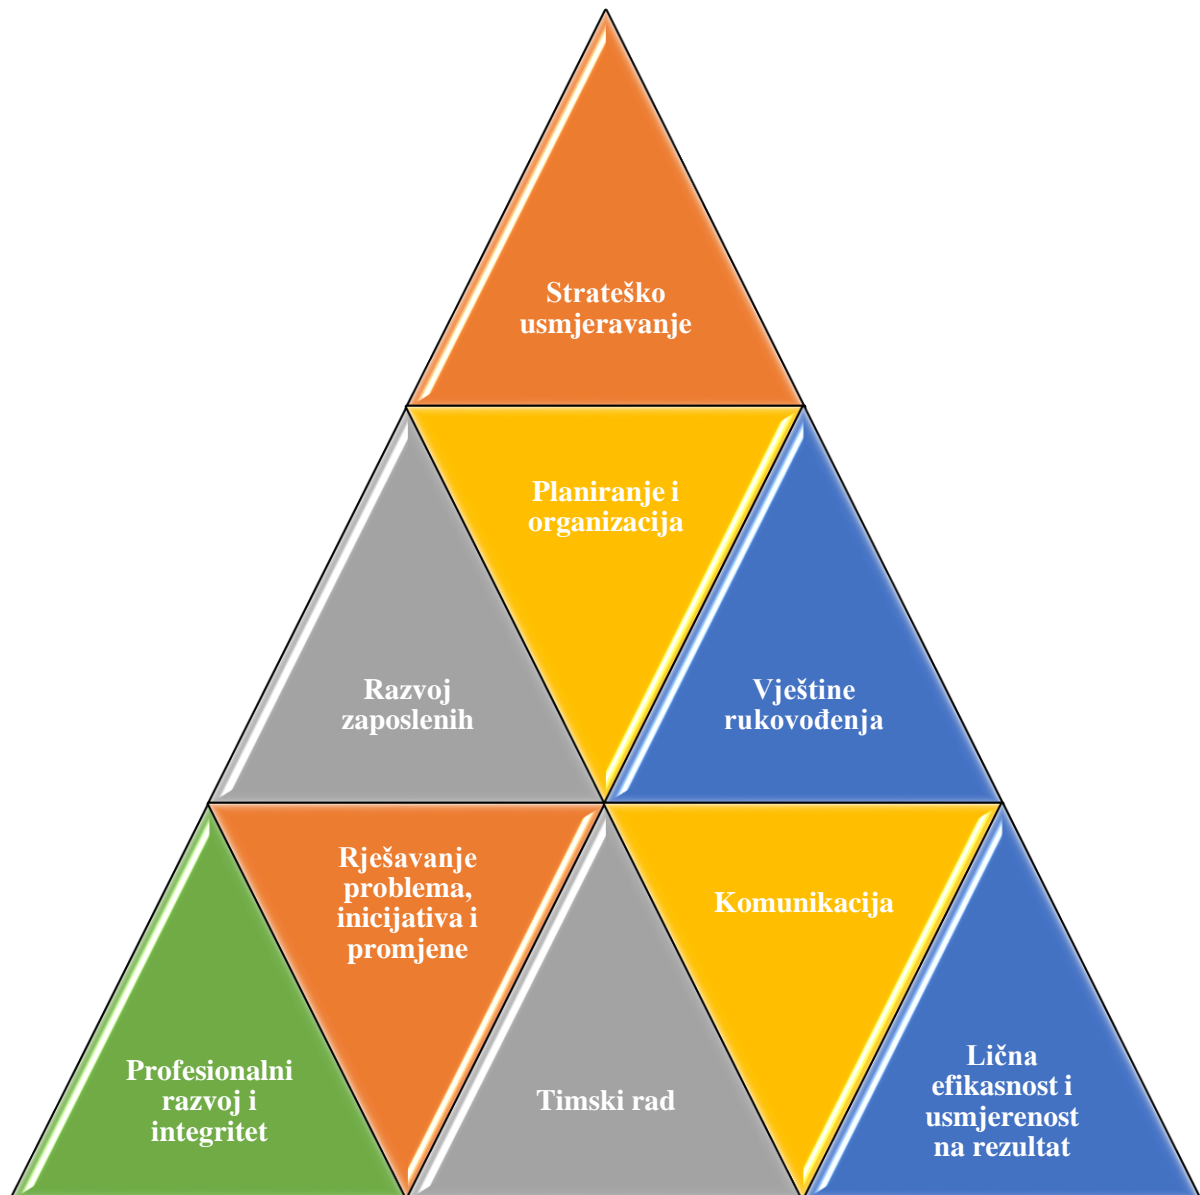 Strateško
usmjeravanje
Planiranje i
organizacija
Razvoj
zaposlenih
Vještine
rukovođenja
Rješavanje
problema,
inicijativa i
promjene
Komunikacija
Profesionalni
razvoj i
integritet
Timski rad
Lična
efikasnost i
usmjerenost
na rezultat